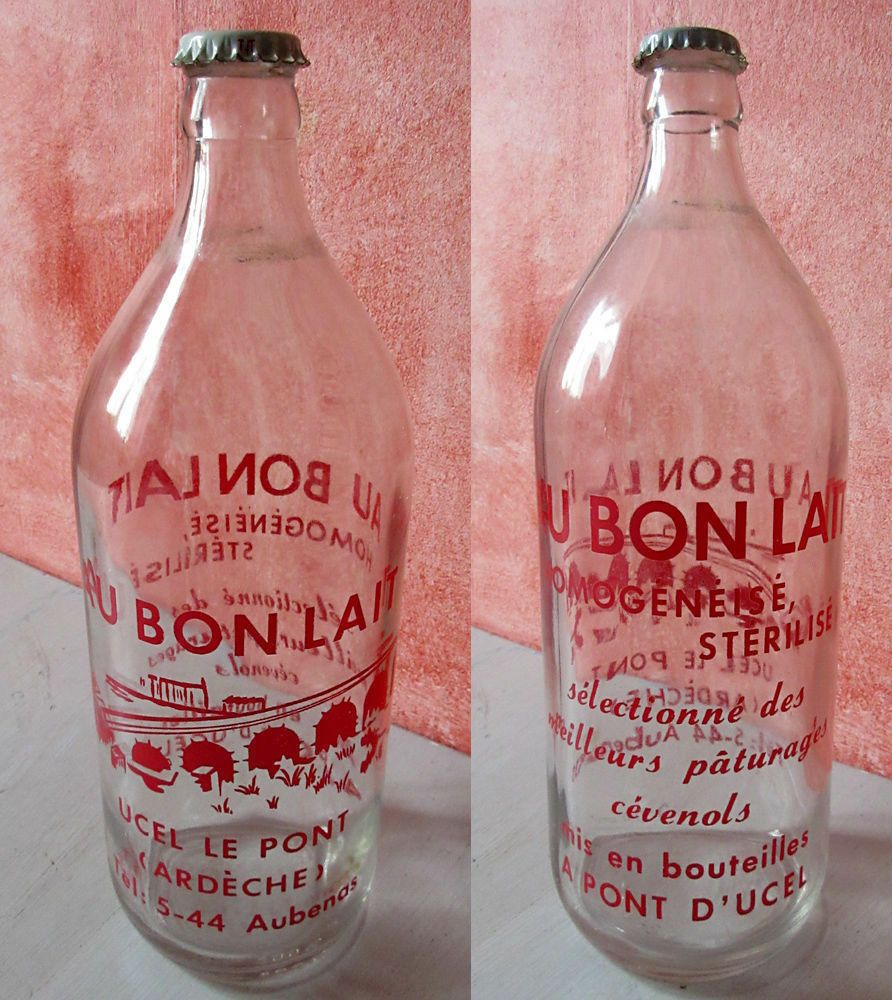 AU BON LAIT
UCEL LE PONT
(ARDÈCHE)
Tél: 5-44 Aubenas
AU BON LAIT
HOMOGÉNÉISÉ,
STÉRILISÉ
sélectionné des
meilleurs pâturages
cévenols
mis en bouteilles
A PONT D'UCEL